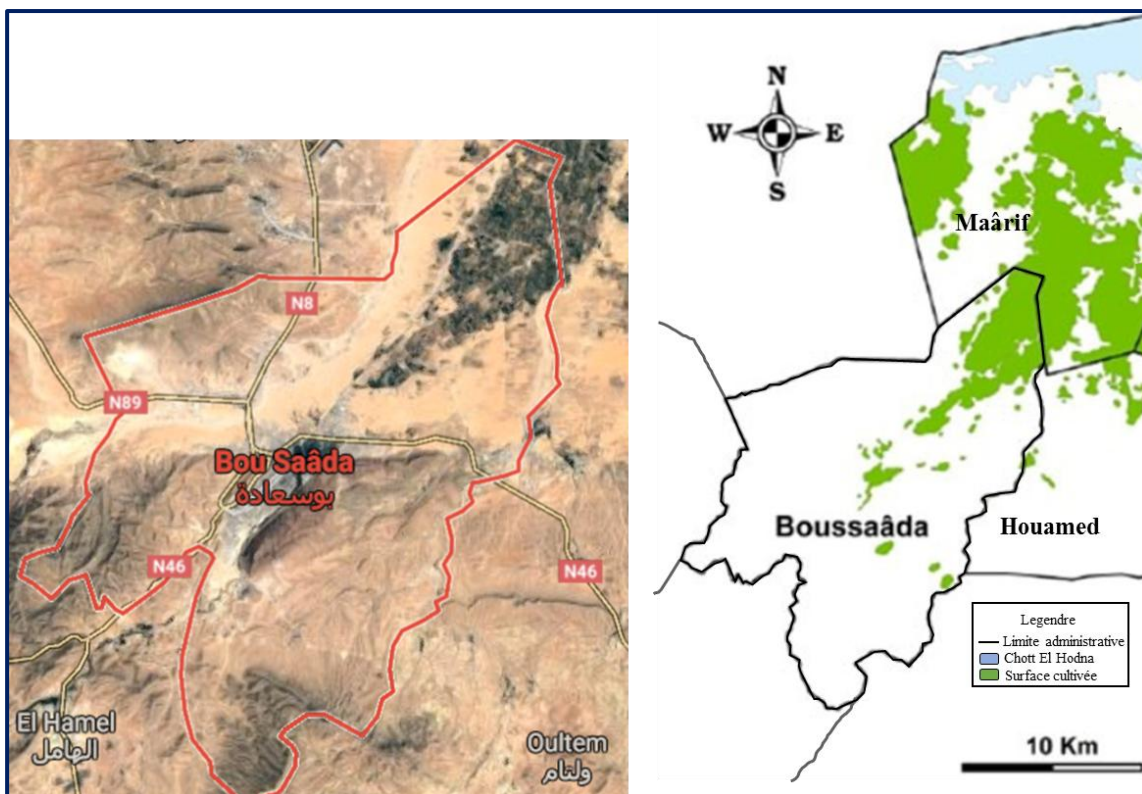 N8
N89
Bou Saâda
بوسعادة
N46
N46
El Hamel
الهامل
Oultem
ولتام
N
W E
S
Maârif
Boussaâda
Houamed
Legendre
Limite administrative
Chott El Hodna
Surface cultivée
10 Km